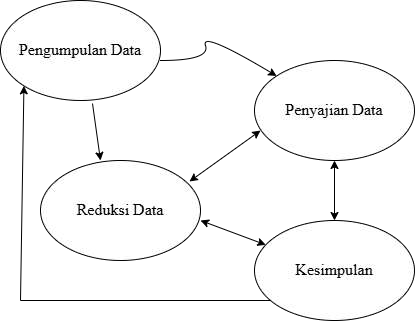 Pengumpulan Data
Penyajian Data
Reduksi Data
Kesimpulan